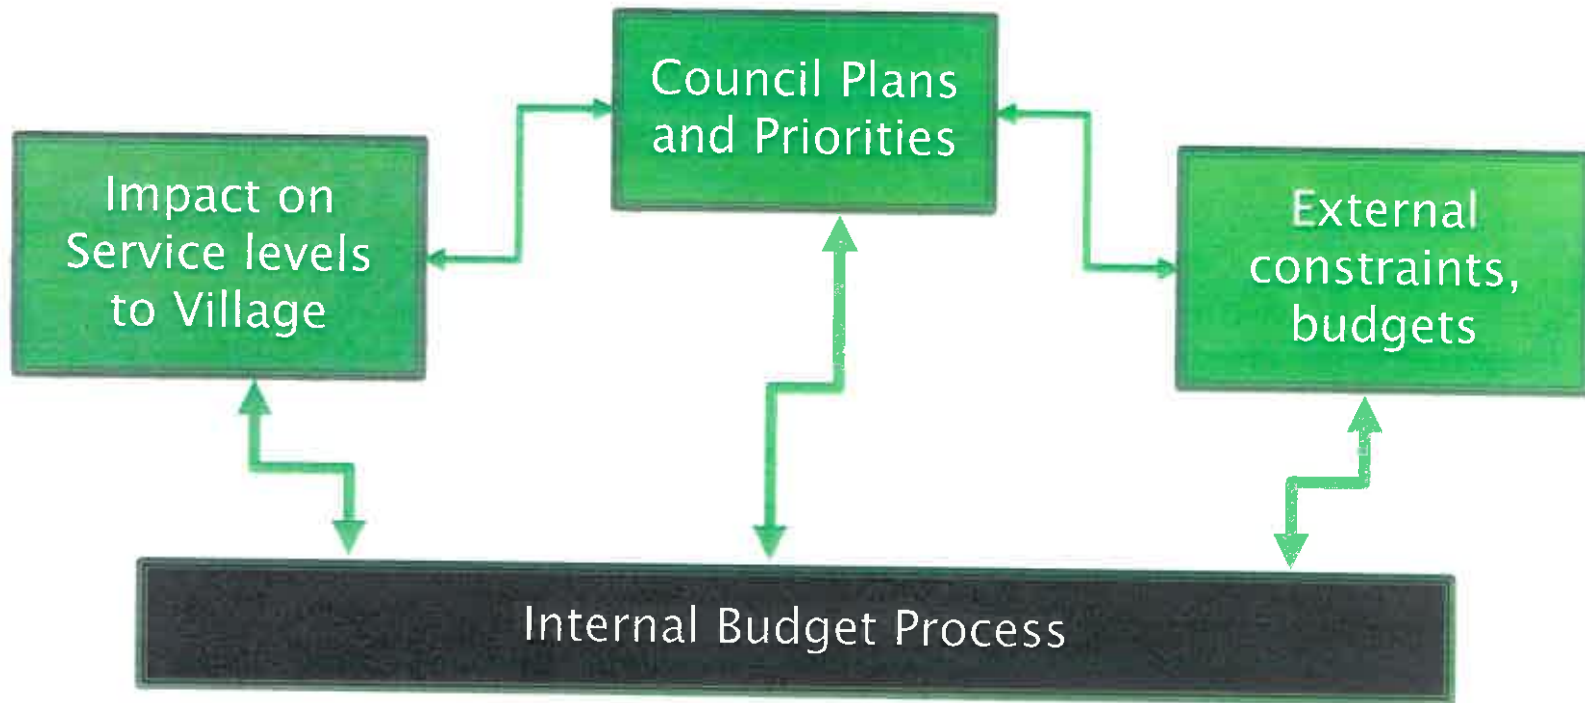 Council Plans
and Priorities
Impact on
Service levels
to Village
External
constraints,
budgets
Internal Budget Process